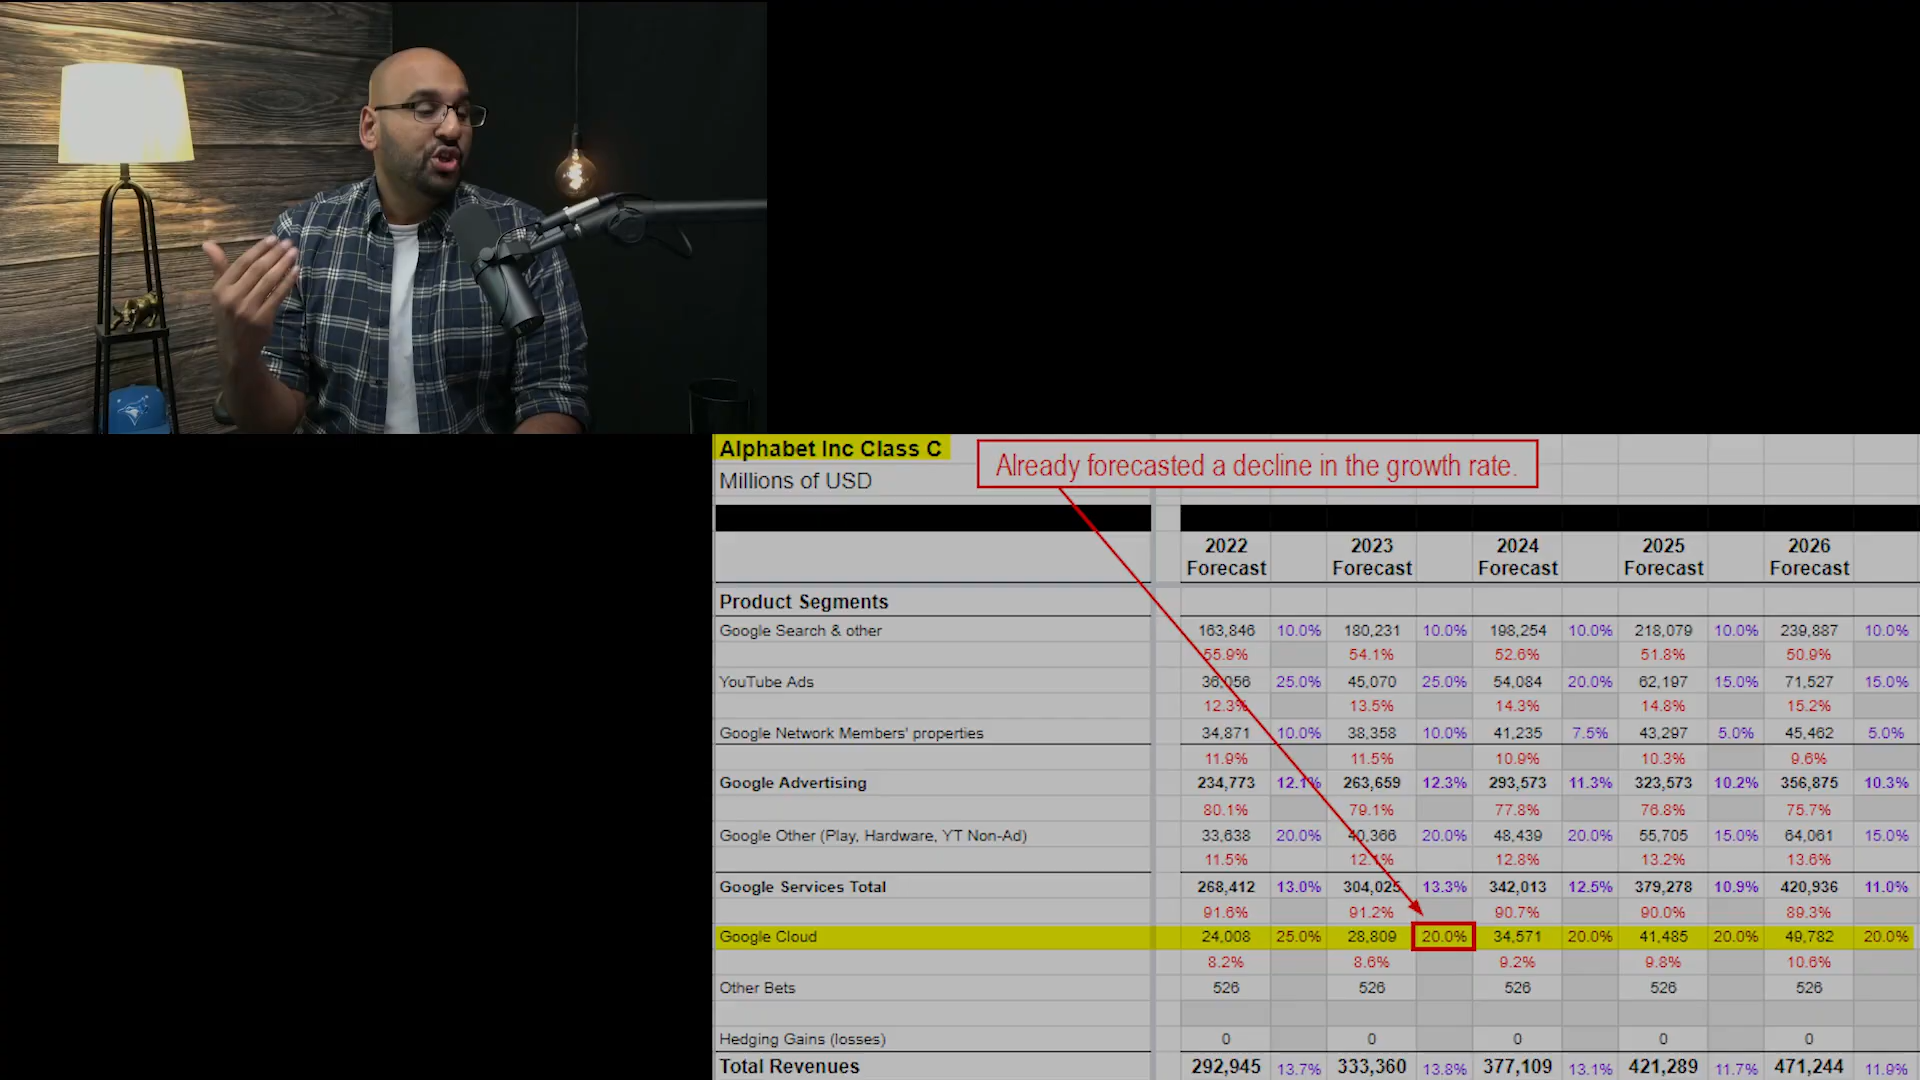 Alphabet Inc Class C
Already forecasted a decline in the growth rate.
Millions of USD
2022 2023 2024 2025 2026
Forecast Forecast Forecast Forecast Forecast
Product Segments
Google Search & other 163,846 10.0% 180,231 10.0% 198,254 10.0% 218,079 10.0% 239,887 10.0%
55.9% 54.1% 52.6% 51.8% 50.9%
YouTube Ads 36,056 25.0% 45,070 25.0% 54,084 20.0% 62,197 15.0% 71,527 15.0%
12.3% 13.5% 14.3% 14.8% 15.2%
Google Network Members' properties 34,871 10.0% 38,358 10.0% 41,235 7.5% 43,297 5.0% 45,462 5.0%
11.9% 11.5% 10.9% 10.3% 9.6%
Google Advertising 234,773 12.1% 263,659 12.3% 293,573 11.3% 323,573 10.2% 356,875 10.3%
80.1% 79.1% 77.8% 76.8% 75.7%
Google Other (Play, Hardware, YT Non-Ad) 33,638 20.0% 40,366 20.0% 48,439 20.0% 55,705 15.0% 64,061 15.0%
11.5% 12.1% 12.8% 13.2% 13.6%
Google Services Total 268,412 13.0% 304,025 13.3% 342,013 12.5% 379,278 10.9% 420,936 11.0%
91.6% 91.2% 90.7% 90.0% 89.3%
Google Cloud 24,008 25.0% 28,809 20.0% 34,571 20.0% 41,485 20.0% 49,782 20.0%
8.2% 8.6% 9.2% 9.8% 10.6%
Other Bets 526 526 526 526 526
Hedging Gains (losses) 0 0 0 0 0
Total Revenues 292,945 13.7% 333,360 13.8% 377,109 13.1% 421,289 11.7% 471,244 11.9%